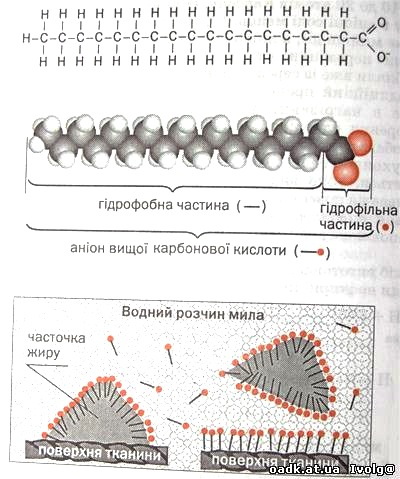 H H H H H H H H H H H H H H H H H
H-C-C-C-C-C-C-C-C-C-C-C-C-C-C-C-C-C-C
O
O⁻
H H H H H H H H H H H H H H H H H
гідрофобна частина (—)
гідрофільна
частина (•)
аніон вищої карбонової кислоти (—•)
Водний розчин мила
часточка
жиру
поверхня тканини
поверхня тканини
oadk.at.ua Ivolg@